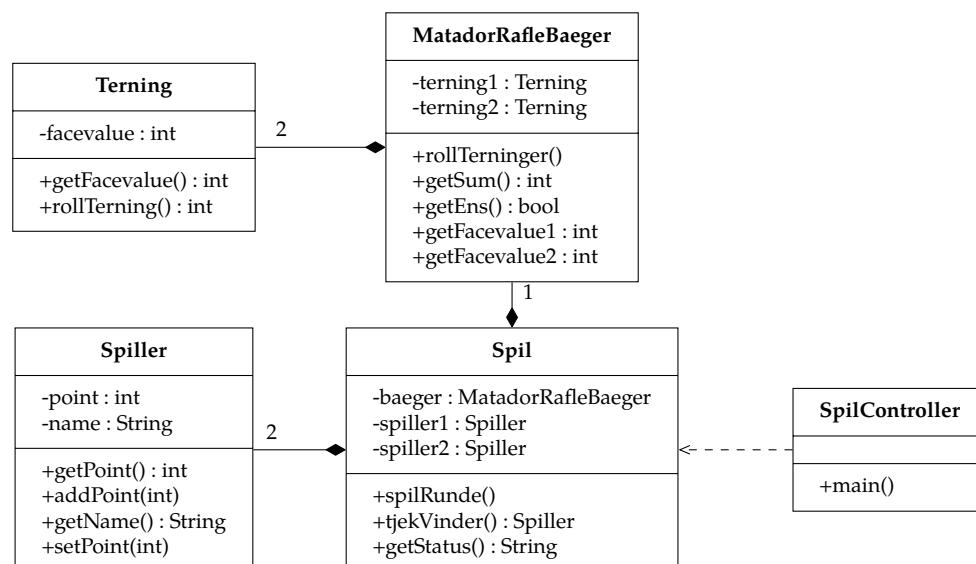 MatadorRafleBaeger
-terning1 : Terning
-terning2 : Terning
+rollTerninger()
+getSum() : int
+getEns() : bool
+getFacevalue1 : int
+getFacevalue2 : int
Terning
-facevalue : int
+getFacevalue() : int
+rollTerning() : int
2
1
Spiller
-point : int
-name : String
+getPoint() : int
+addPoint(int)
+getName() : String
+setPoint(int)
2
Spil
-baeger : MatadorRafleBaeger
-spiller1 : Spiller
-spiller2 : Spiller
+spilRunde()
+tjekVinder() : Spiller
+getStatus() : String
SpilController
+main()